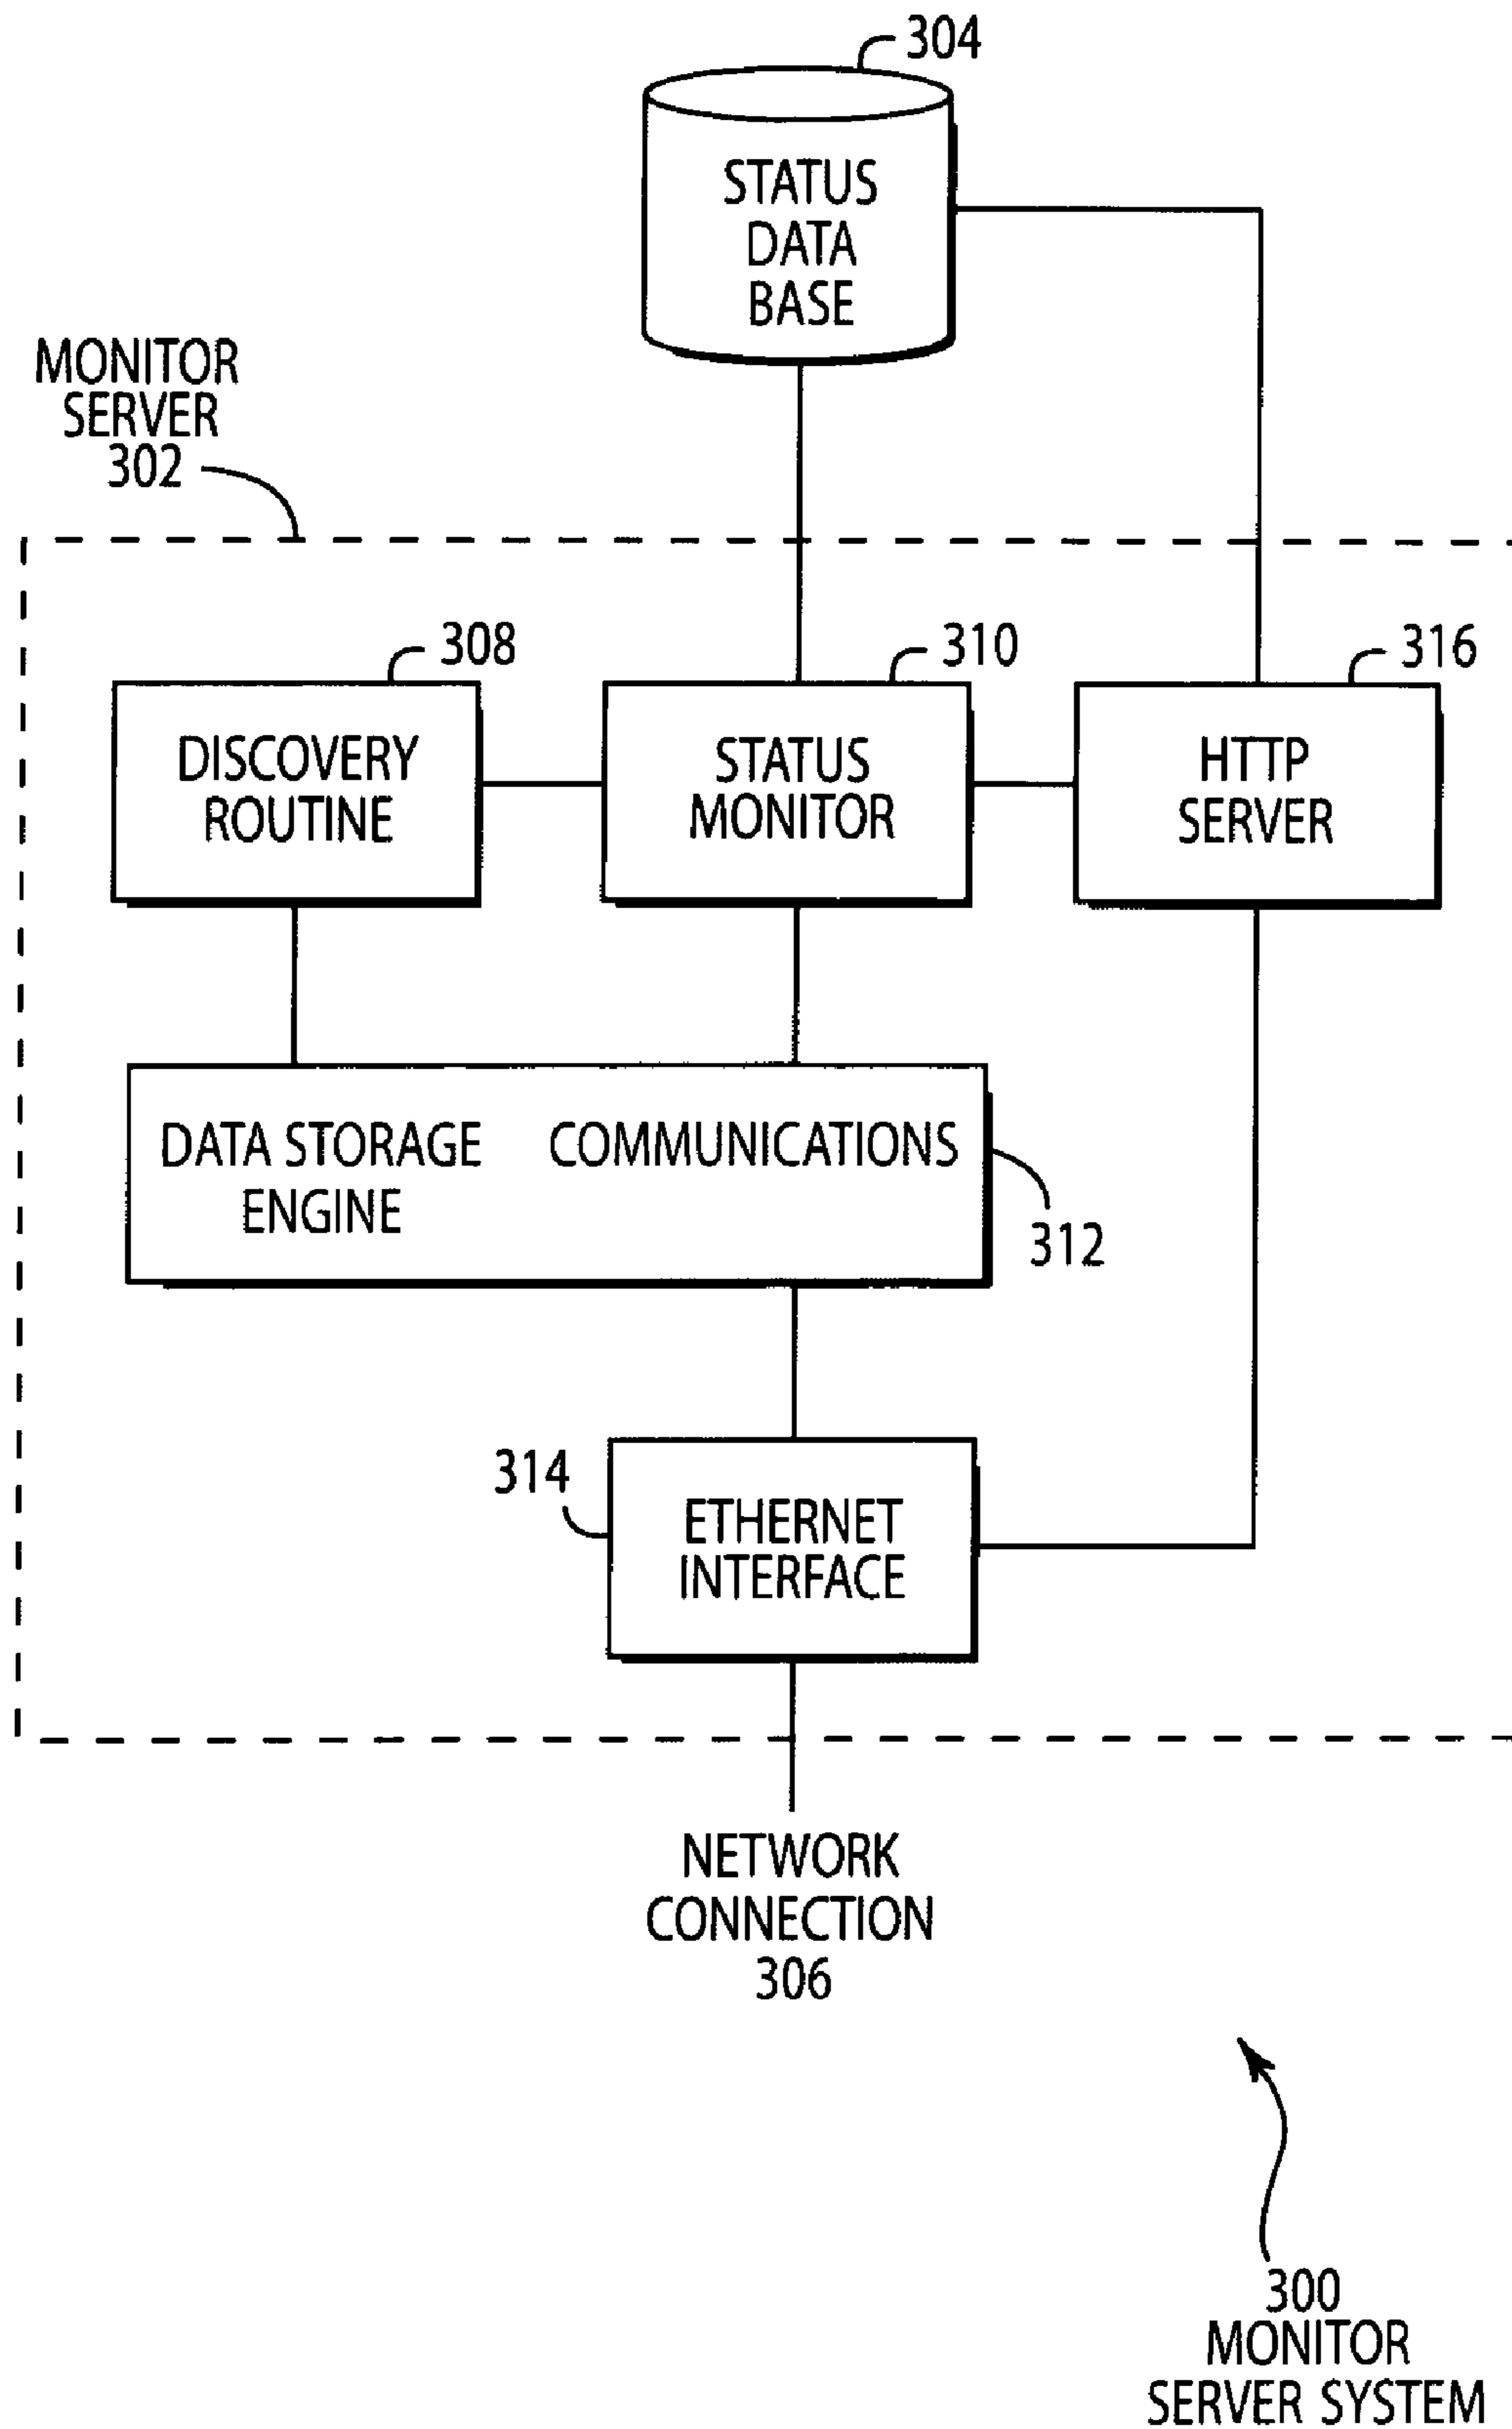 304
STATUS
DATA
BASE
MONITOR
SERVER
302
308
310
316
DISCOVERY
ROUTINE
STATUS
MONITOR
HTTP
SERVER
DATA STORAGE COMMUNICATIONS
ENGINE
312
314
ETHERNET
INTERFACE
NETWORK
CONNECTION
306
300
MONITOR
SERVER SYSTEM